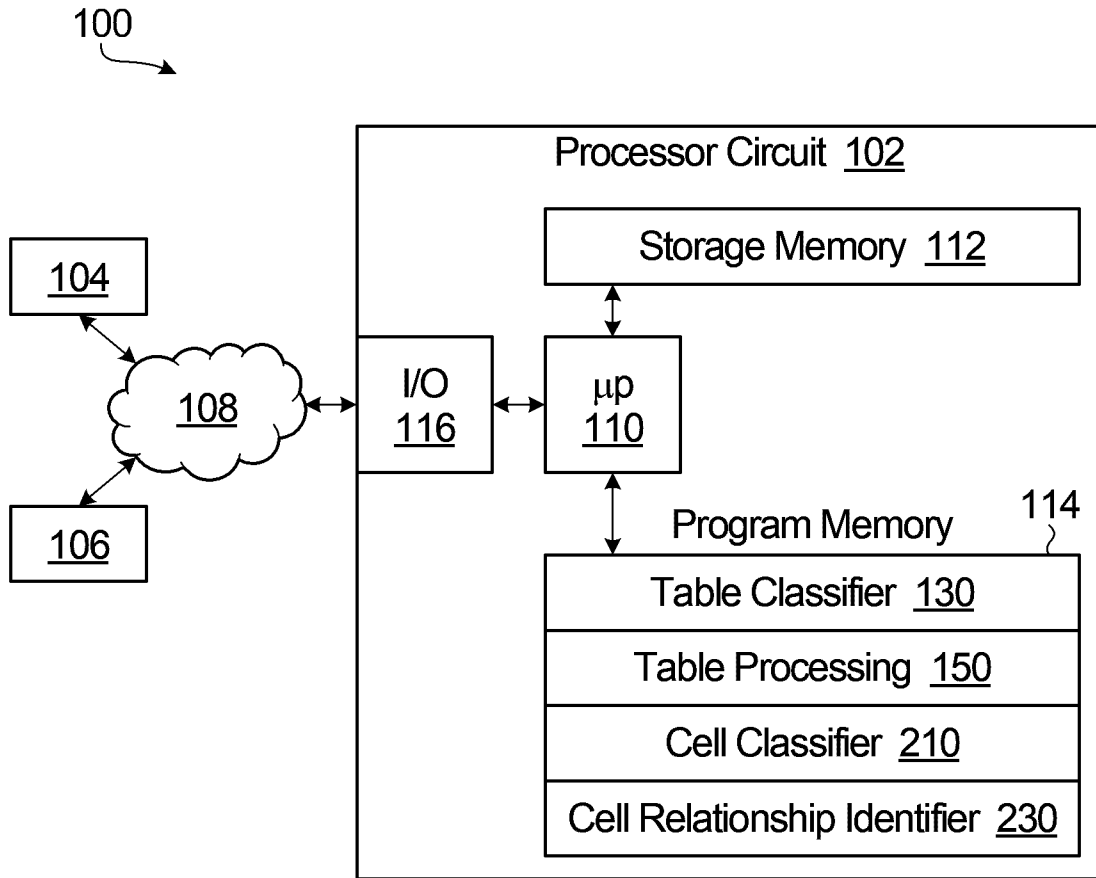 100
Processor Circuit 102
Storage Memory 112
104
108
I/O
116
μp
110
106
Program Memory
114
Table Classifier 130
Table Processing 150
Cell Classifier 210
Cell Relationship Identifier 230